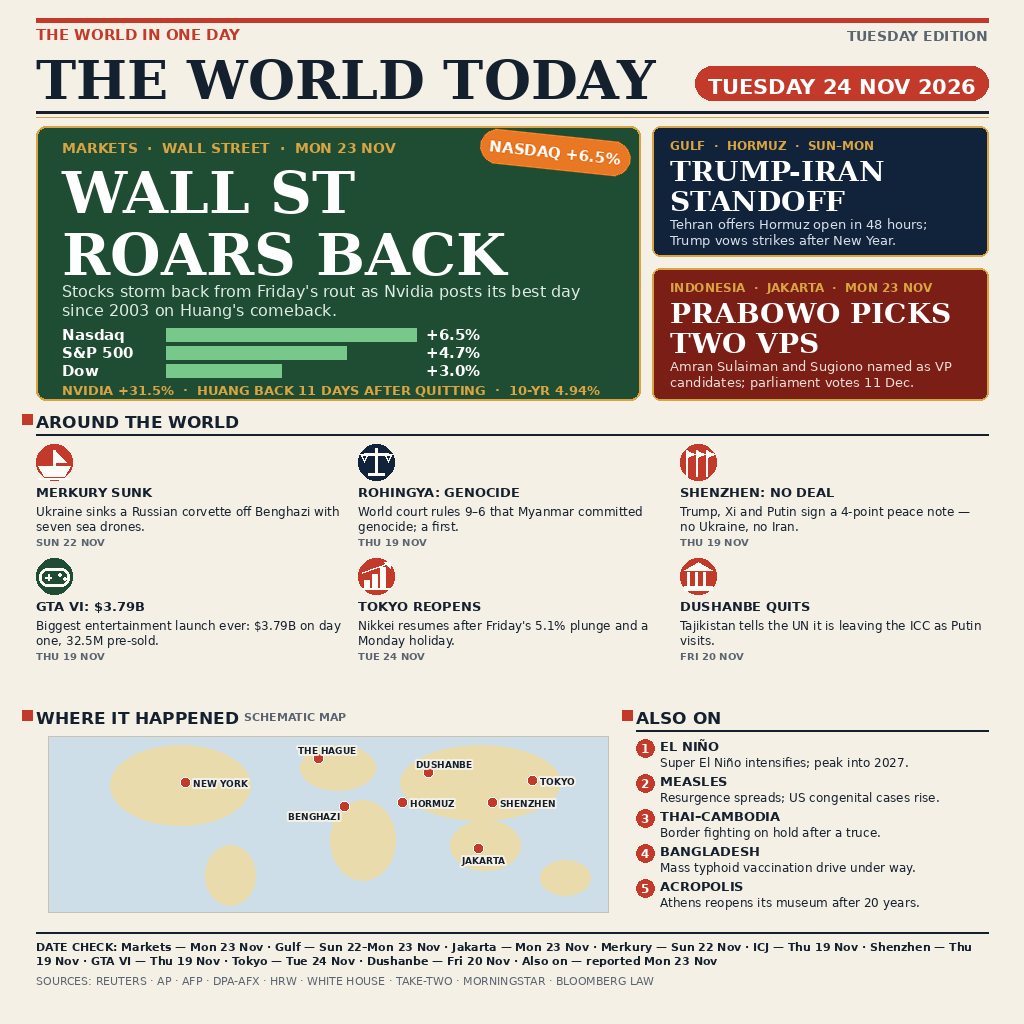 THE WORLD IN ONE DAY
TUESDAY EDITION
THE WORLD TODAY
TUESDAY 24 NOV 2026
MARKETS · WALL STREET · MON 23 NOV
NASDAQ +6.5%
WALL ST
ROARS BACK
Stocks storm back from Friday's rout as Nvidia posts its best day
since 2003 on Huang's comeback.
Nasdaq +6.5%
S&P 500 +4.7%
Dow +3.0%
NVIDIA +31.5% · HUANG BACK 11 DAYS AFTER QUITTING · 10-YR 4.94%
GULF · HORMUZ · SUN–MON
TRUMP-IRAN
STANDOFF
Tehran offers Hormuz open in 48 hours;
Trump vows strikes after New Year.
INDONESIA · JAKARTA · MON 23 NOV
PRABOWO PICKS
TWO VPS
Amran Sulaiman and Sugiono named as VP
candidates; parliament votes 11 Dec.
AROUND THE WORLD
MERKURY SUNK
Ukraine sinks a Russian corvette off Benghazi with
seven sea drones.
SUN 22 NOV
ROHINGYA: GENOCIDE
World court rules 9–6 that Myanmar committed
genocide; a first.
THU 19 NOV
SHENZHEN: NO DEAL
Trump, Xi and Putin sign a 4-point peace note —
no Ukraine, no Iran.
THU 19 NOV
GTA VI: $3.79B
Biggest entertainment launch ever: $3.79B on day
one, 32.5M pre-sold.
THU 19 NOV
TOKYO REOPENS
Nikkei resumes after Friday's 5.1% plunge and a
Monday holiday.
TUE 24 NOV
DUSHANBE QUITS
Tajikistan tells the UN it is leaving the ICC as Putin
visits.
FRI 20 NOV
WHERE IT HAPPENED SCHEMATIC MAP
THE HAGUE
DUSHANBE
NEW YORK
TOKYO
HORMUZ
SHENZHEN
BENGHAZI
JAKARTA
ALSO ON
1 EL NIÑO
Super El Niño intensifies; peak into 2027.
2 MEASLES
Resurgence spreads; US congenital cases rise.
3 THAI–CAMBODIA
Border fighting on hold after a truce.
4 BANGLADESH
Mass typhoid vaccination drive under way.
5 ACROPOLIS
Athens reopens its museum after 20 years.
DATE CHECK: Markets — Mon 23 Nov · Gulf — Sun 22–Mon 23 Nov · Jakarta — Mon 23 Nov · Merkury — Sun 22 Nov · ICJ — Thu 19 Nov · Shenzhen — Thu
19 Nov · GTA VI — Thu 19 Nov · Tokyo — Tue 24 Nov · Dushanbe — Fri 20 Nov · Also on — reported Mon 23 Nov
SOURCES: REUTERS · AP · AFP · DPA-AFX · HRW · WHITE HOUSE · TAKE-TWO · MORNINGSTAR · BLOOMBERG LAW